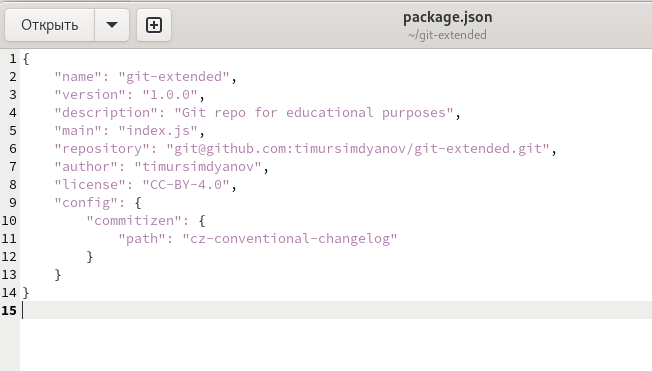 Открыть
package.json
~/git-extended
1 {
2     "name": "git-extended",
3     "version": "1.0.0",
4     "description": "Git repo for educational purposes",
5     "main": "index.js",
6     "repository": "git@github.com:timursimdyanov/git-extended.git",
7     "author": "timursimdyanov",
8     "license": "CC-BY-4.0",
9     "config": {
10         "commitizen": {
11             "path": "cz-conventional-changelog"
12         }
13     }
14 }
15